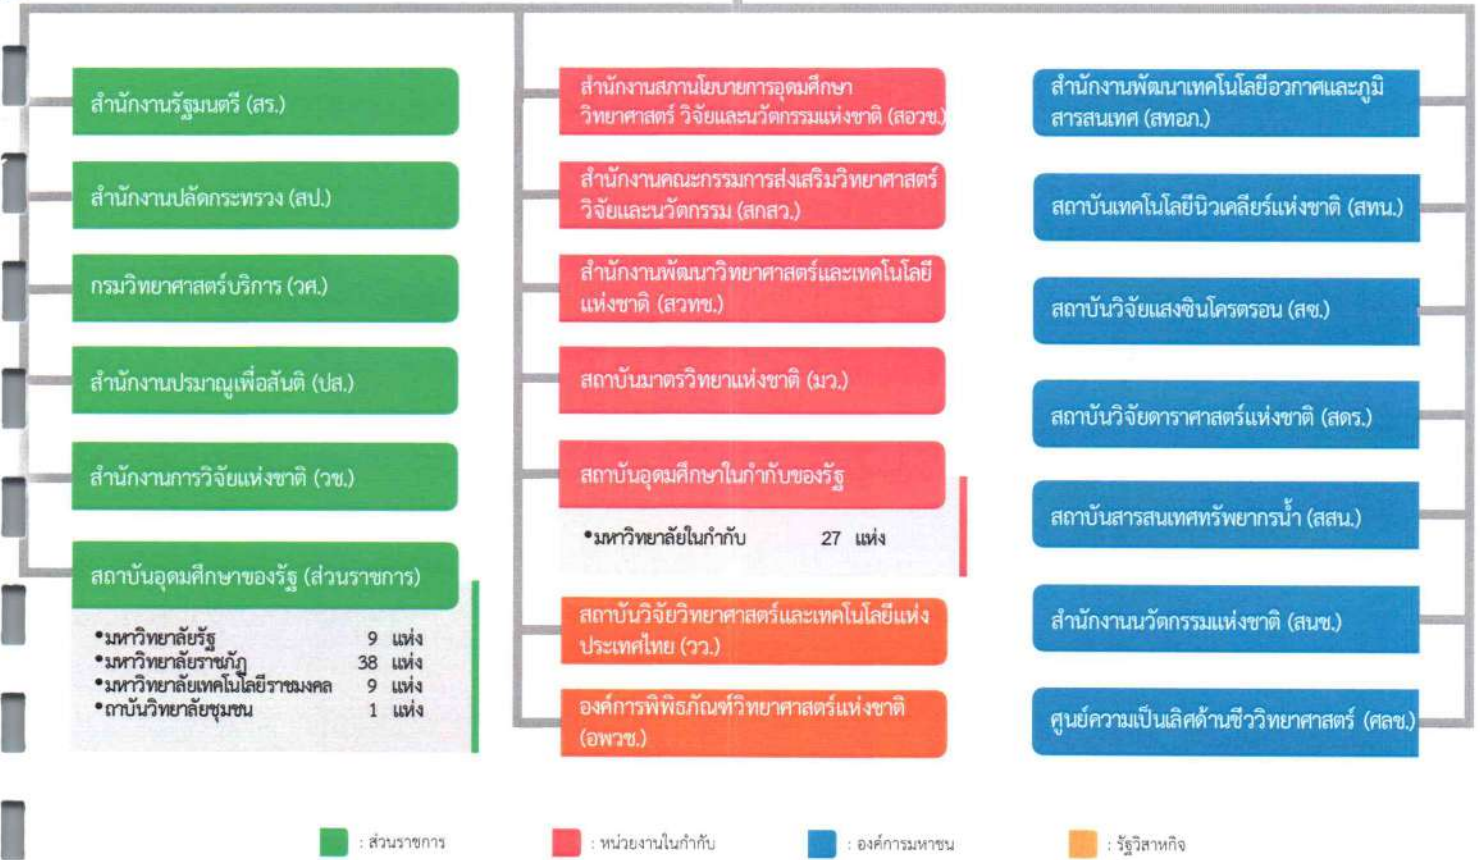 สำนักงานรัฐมนตรี (สร.)
สำนักงานปลัดกระทรวง (สป.)
กรมวิทยาศาสตร์บริการ (วศ.)
สำนักงานปรมาณูเพื่อสันติ (ปส.)
สำนักงานการวิจัยแห่งชาติ (วช.)
สถาบันอุดมศึกษาของรัฐ (ส่วนราชการ)
•มหาวิทยาลัยรัฐ 9 แห่ง
•มหาวิทยาลัยราชภัฏ 38 แห่ง
•มหาวิทยาลัยเทคโนโลยีราชมงคล 9 แห่ง
•ถาบันวิทยาลัยชุมชน 1 แห่ง
สำนักงานสภานโยบายการอุดมศึกษา
วิทยาศาสตร์ วิจัยและนวัตกรรมแห่งชาติ (สอวช.)
สำนักงานคณะกรรมการส่งเสริมวิทยาศาสตร์
วิจัยและนวัตกรรม (สกสว.)
สำนักงานพัฒนาวิทยาศาสตร์และเทคโนโลยี
แห่งชาติ (สวทช.)
สถาบันมาตรวิทยาแห่งชาติ (มว.)
สถาบันอุดมศึกษาในกำกับของรัฐ
•มหาวิทยาลัยในกำกับ 27 แห่ง
สถาบันวิจัยวิทยาศาสตร์และเทคโนโลยีแห่ง
ประเทศไทย (วว.)
องค์การพิพิธภัณฑ์วิทยาศาสตร์แห่งชาติ
(อพวช.)
สำนักงานพัฒนาเทคโนโลยีอวกาศและภูมิ
สารสนเทศ (สทอภ.)
สถาบันเทคโนโลยีนิวเคลียร์แห่งชาติ (สทน.)
สถาบันวิจัยแสงซินโครตรอน (สซ.)
สถาบันวิจัยดาราศาสตร์แห่งชาติ (สดร.)
สถาบันสารสนเทศทรัพยากรน้ำ (สสน.)
สำนักงานนวัตกรรมแห่งชาติ (สนช.)
ศูนย์ความเป็นเลิศด้านชีววิทยาศาสตร์ (ศลช.)
: ส่วนราชการ
: หน่วยงานในกำกับ
: องค์การมหาชน
: รัฐวิสาหกิจ